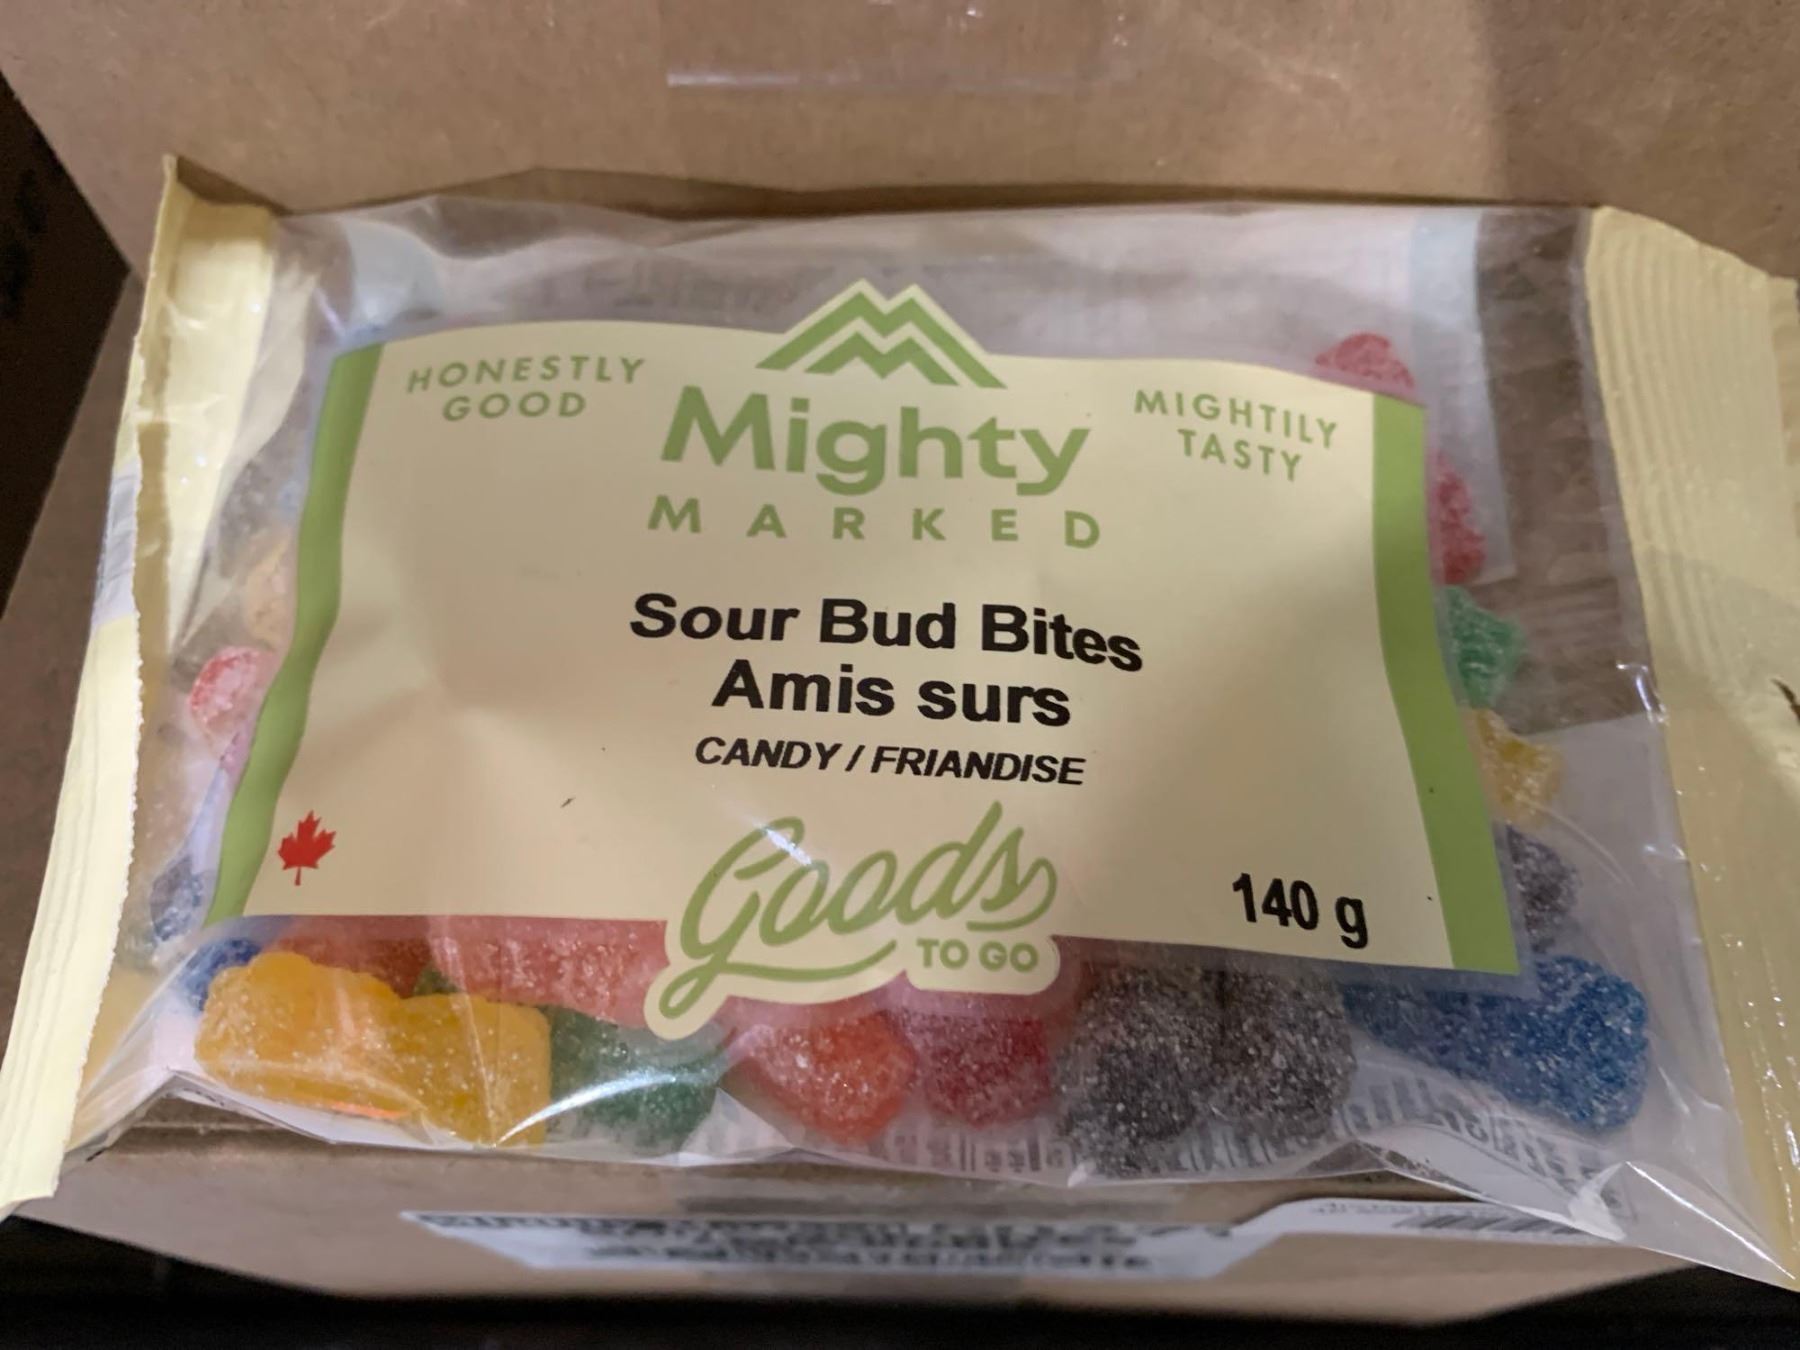 HONESTLY
GOOD
Mighty
MARKED
MIGHTILY
TASTY
Sour Bud Bites
Amis surs
CANDY / FRIANDISE
Goods
TO GO
140 g